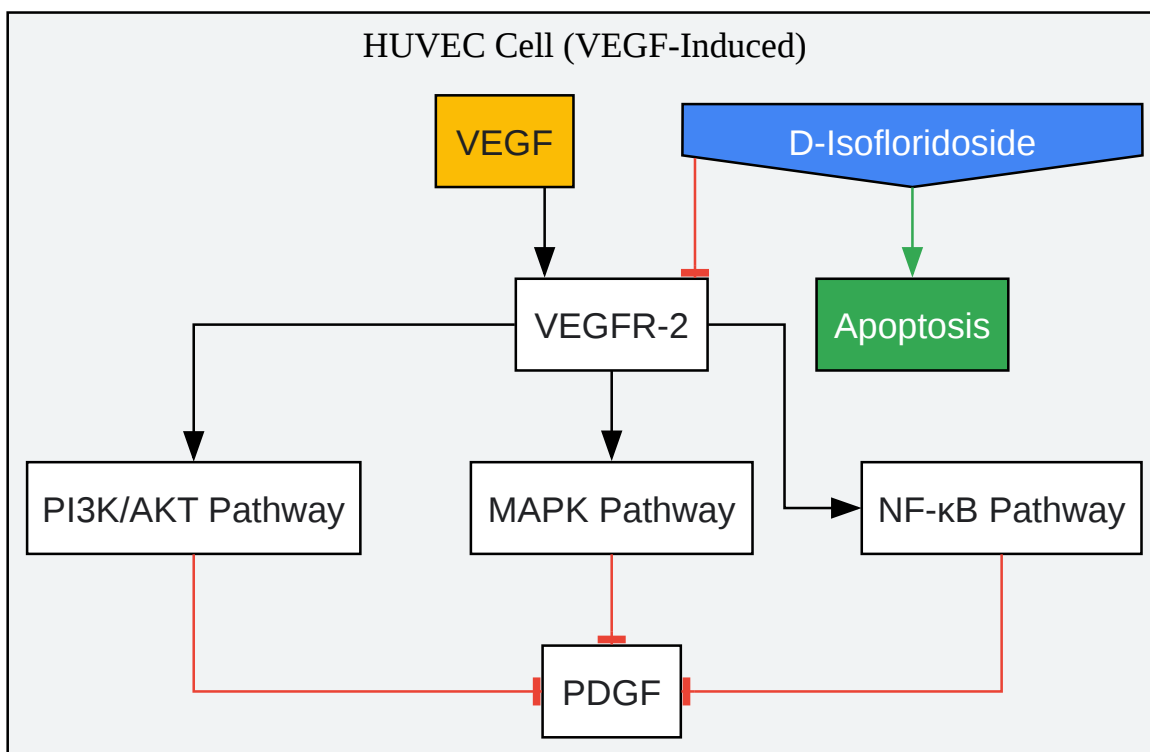 HUVEC Cell (VEGF-Induced)
VEGF
D-Isofloridoside
VEGFR-2
Apoptosis
PI3K/AKT Pathway
MAPK Pathway
NF-κB Pathway
PDGF